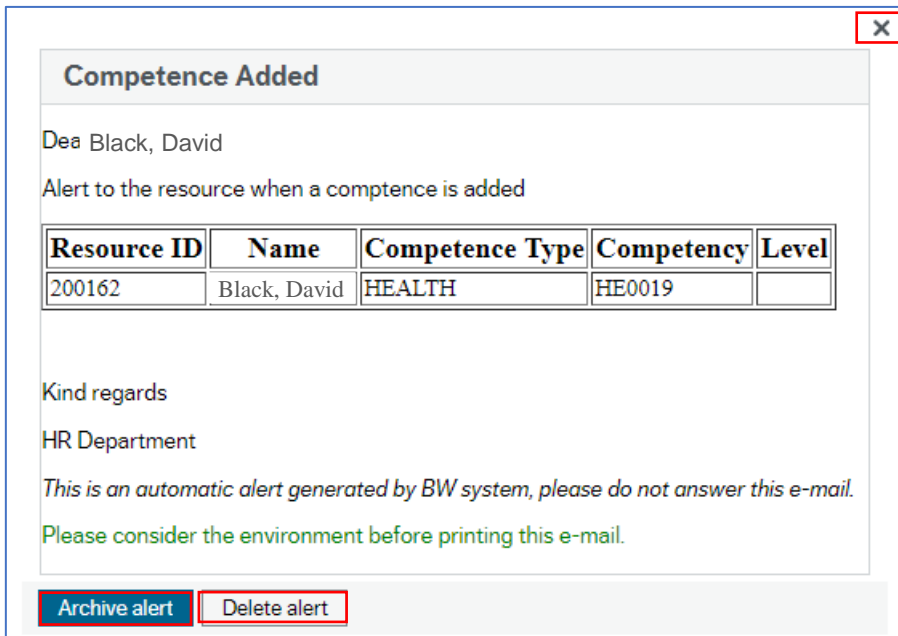 ×
Competence Added
Dea Black, David
Alert to the resource when a comptence is added
Resource ID Name Competence Type Competency Level
200162 Black, David HEALTH HE0019
Kind regards
HR Department
This is an automatic alert generated by BW system, please do not answer this e-mail.
Please consider the environment before printing this e-mail.
Archive alert Delete alert